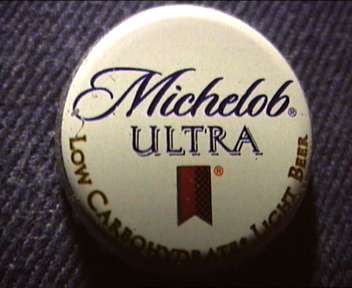 Michelob®
ULTRA
®
LOW CARBOHYDRATE LIGHT BEER